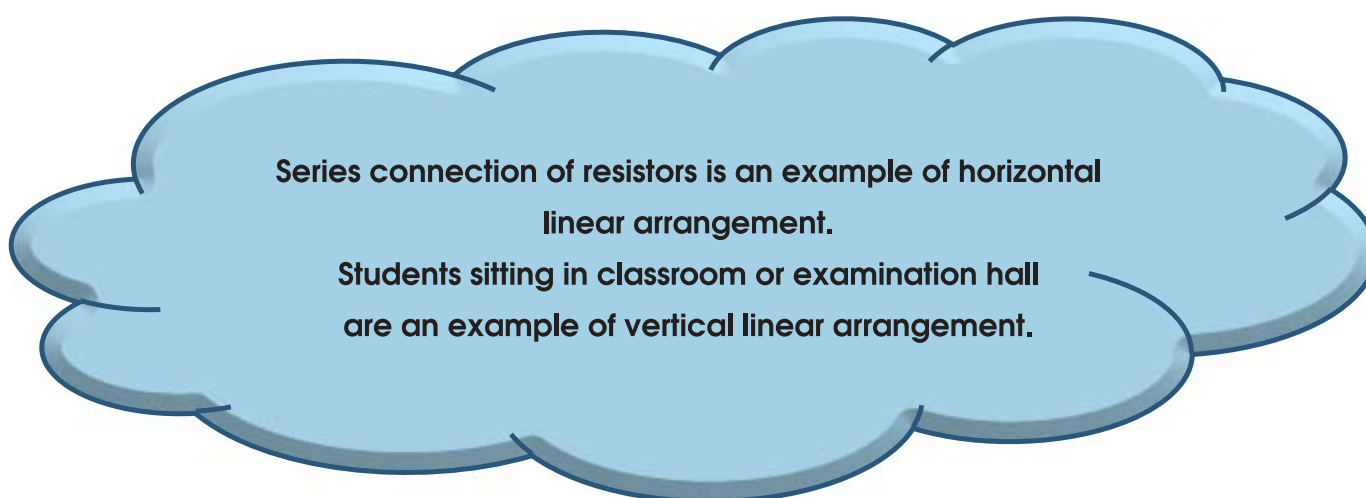 Series connection of resistors is an example of horizontal
linear arrangement.
Students sitting in classroom or examination hall
are an example of vertical linear arrangement.